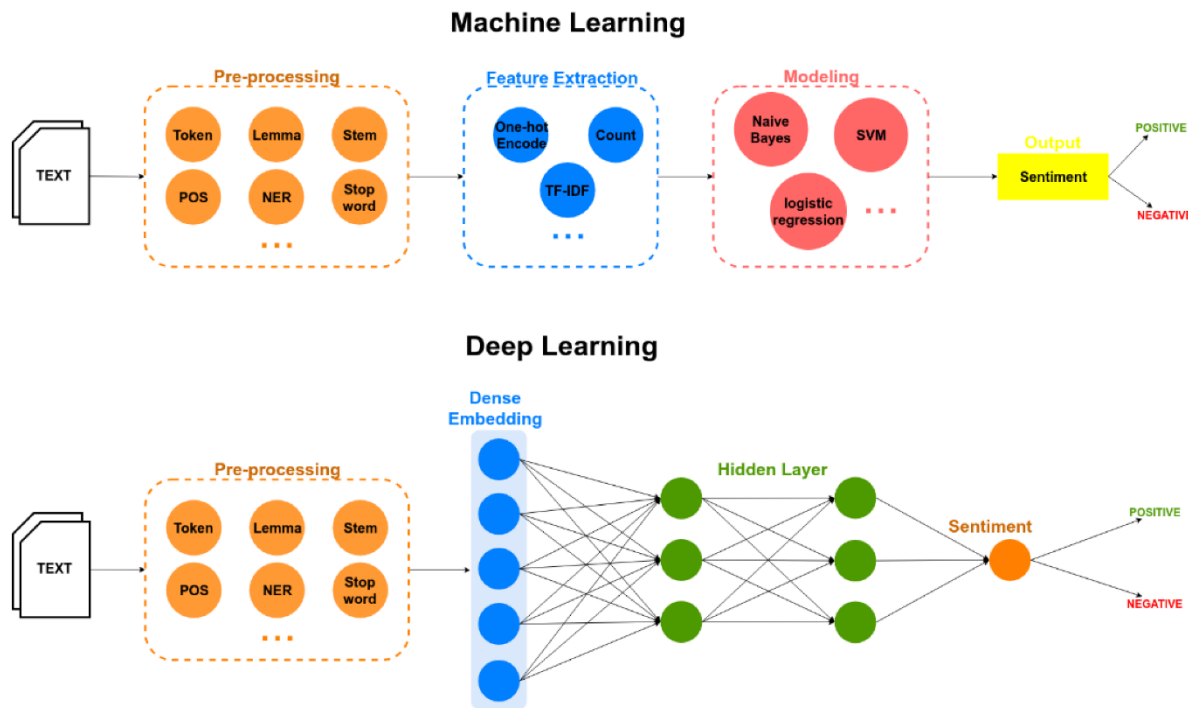 Machine Learning
Pre-processing
Feature Extraction
Modeling
TEXT
Token
Lemma
Stem
POS
NER
Stop
word
...
One-hot
Encode
Count
TF-IDF
...
Naive
Bayes
SVM
logistic
regression
...
Output
Sentiment
POSITIVE
NEGATIVE
Deep Learning
Dense
Embedding
Pre-processing
Hidden Layer
TEXT
Token
Lemma
Stem
POS
NER
Stop
word
...
Sentiment
POSITIVE
NEGATIVE